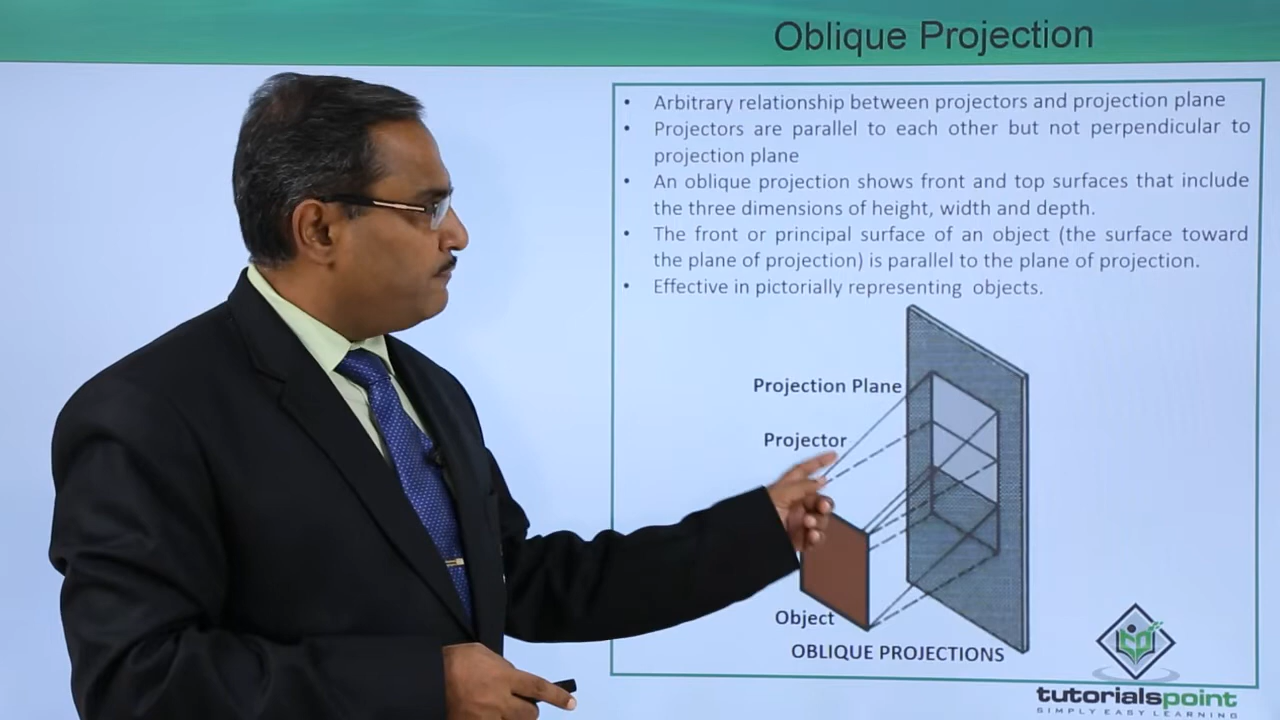 Oblique Projection
• Arbitrary relationship between projectors and projection plane
• Projectors are parallel to each other but not perpendicular to
projection plane
• An oblique projection shows front and top surfaces that include
the three dimensions of height, width and depth.
• The front or principal surface of an object (the surface toward
the plane of projection) is parallel to the plane of projection.
• Effective in pictorially representing objects.
Projection Plane
Projector
Object
OBLIQUE PROJECTIONS
tutorialspoint
SIMPLY EASY LEARNING